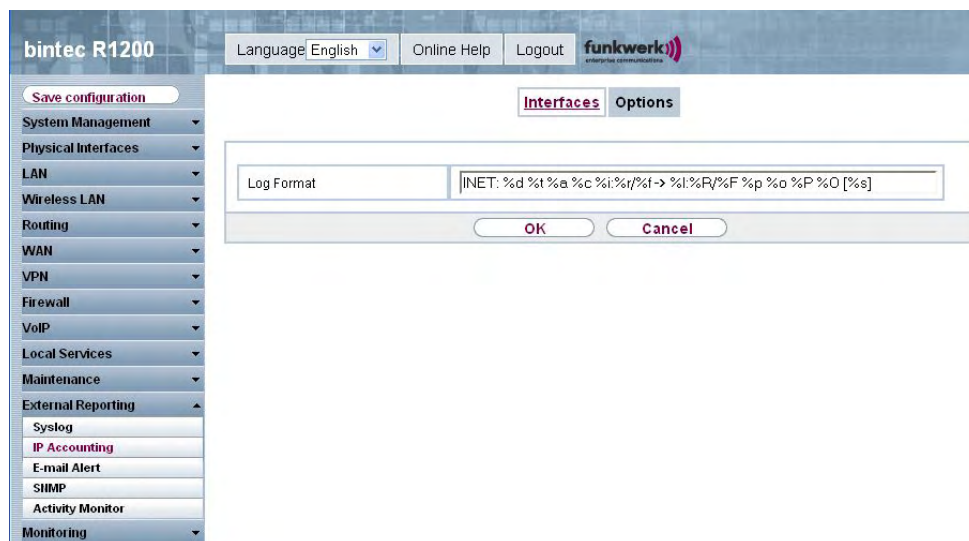 bintec R1200
Language English
Online Help
Logout
funkwerk
enterprise communications
Save configuration
System Management
Physical Interfaces
LAN
Wireless LAN
Routing
WAN
VPN
Firewall
VoIP
Local Services
Maintenance
External Reporting
Syslog
IP Accounting
E-mail Alert
SNMP
Activity Monitor
Monitoring
Interfaces
Options
Log Format
INET: %d %t %a %c %i:%r/%f -> %I:%R/%F %p %o %P %O [%s]
OK
Cancel